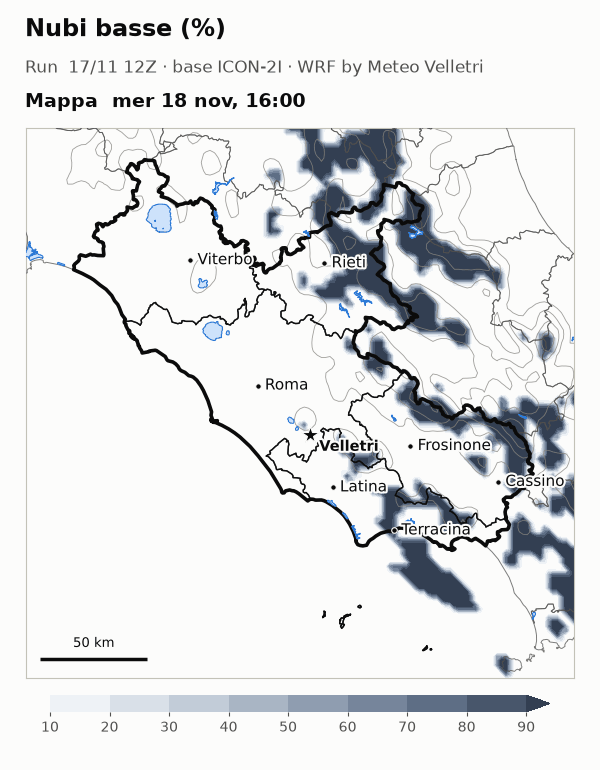 Nubi basse (%)
Run 17/11 12Z · base ICON-2I · WRF by Meteo Velletri
Mappa mer 18 nov, 16:00
Viterbo
Rieti
Roma
Velletri
Frosinone
Latina
Cassino
Terracina
50 km
10 20 30 40 50 60 70 80 90